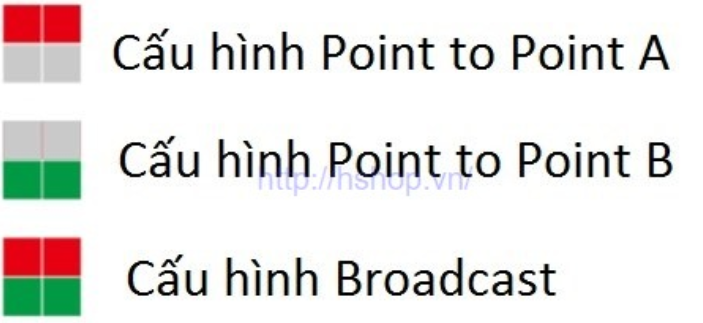 Cấu hình Point to Point A
Cấu hình Point to Point B
http://hshop.vn/
Cấu hình Broadcast